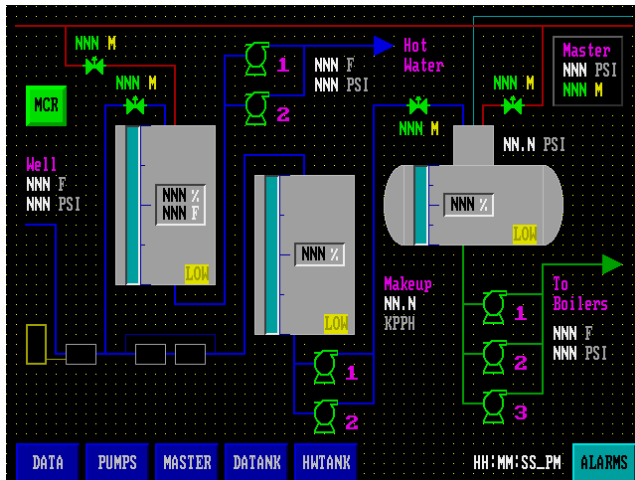 NNN M
Hot
Water
Master
NNN PSI
NNN M
1
NNN F
NNN PSI
NNN M
NNN M
MCR
2
NNN M
NN.N PSI
Well
NNN F
NNN PSI
NNN %
NNN F
NNN %
LOW
NNN %
LOW
Makeup
NN.N
KPPH
To
Boilers
1
NNN F
NNN PSI
LOW
2
1
3
2
DATA
PUMPS
MASTER
DATANK
HWTANK
HH:MM:SS_PM
ALARMS